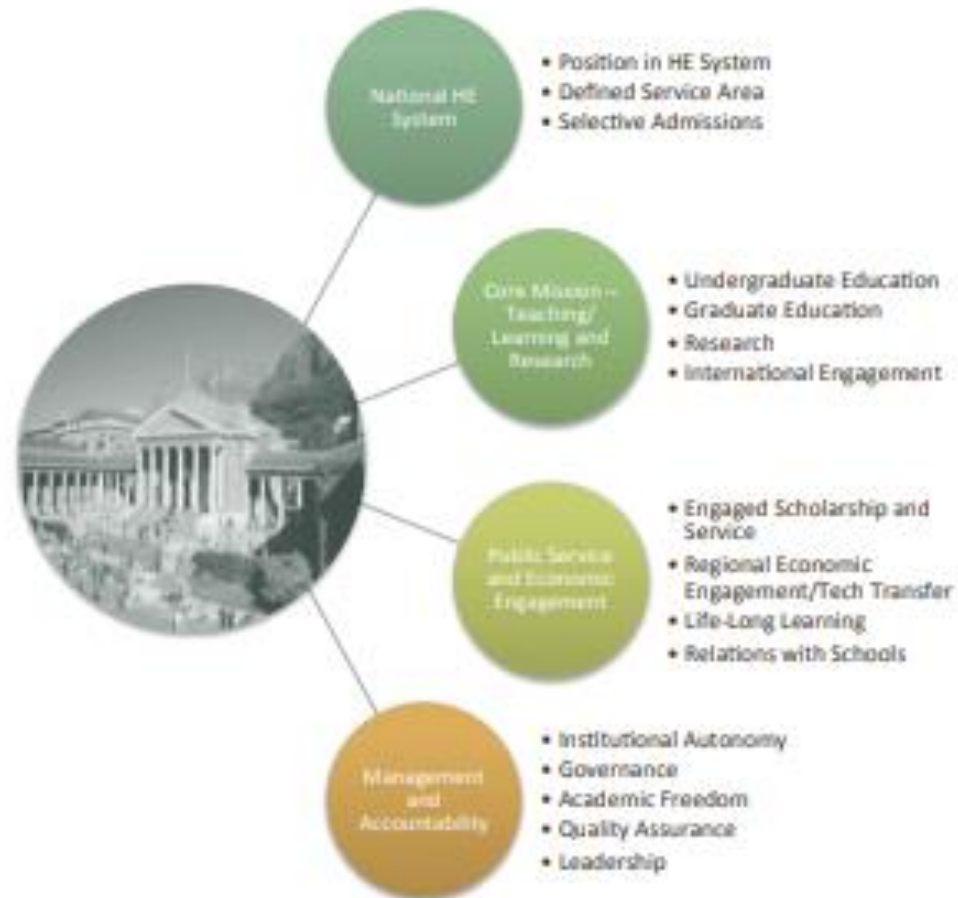 National HE
System
• Position in HE System
• Defined Service Area
• Selective Admissions
Core Mission –
Teaching/
Learning and
Research
• Undergraduate Education
• Graduate Education
• Research
• International Engagement
Public Service
and Economic
Engagement
• Engaged Scholarship and
Service
• Regional Economic
Engagement/Tech Transfer
• Life-Long Learning
• Relations with Schools
Management
and
Accountability
• Institutional Autonomy
• Governance
• Academic Freedom
• Quality Assurance
• Leadership